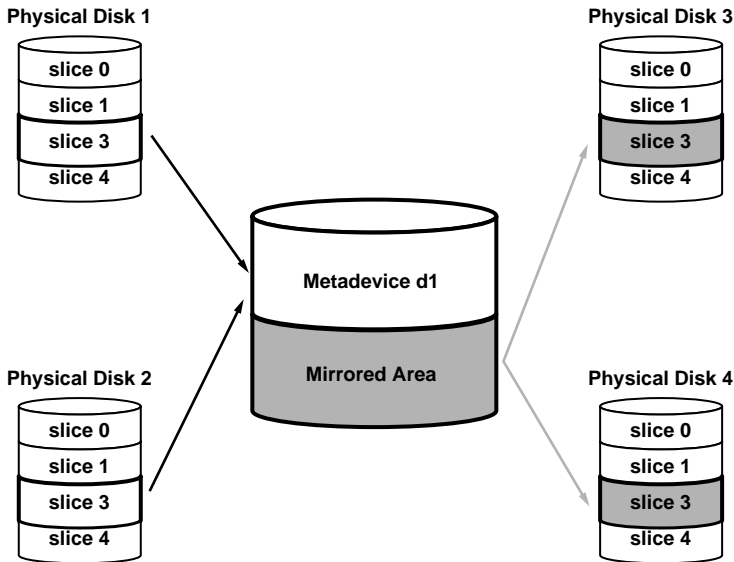 Physical Disk 1
slice 0
slice 1
slice 3
slice 4
Physical Disk 3
slice 0
slice 1
slice 3
slice 4
Metadevice d1
Mirrored Area
Physical Disk 2
slice 0
slice 1
slice 3
slice 4
Physical Disk 4
slice 0
slice 1
slice 3
slice 4